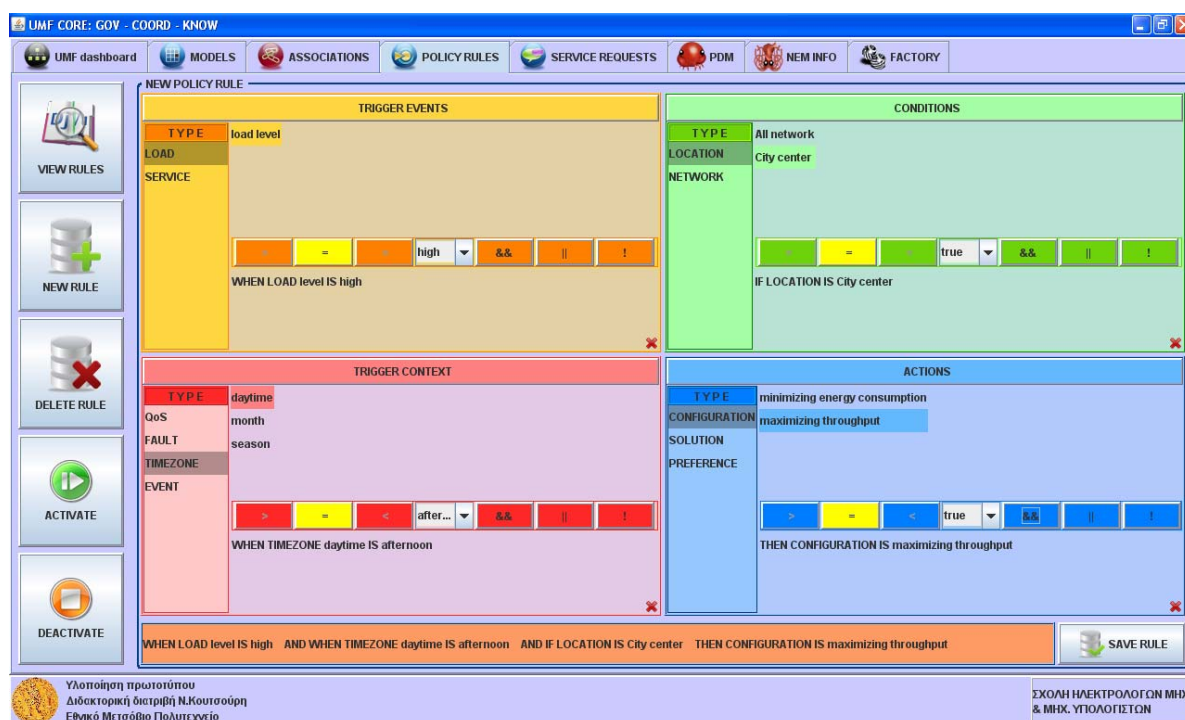 UMF CORE: GOV - COORD - KNOW
UMF dashboard MODELS ASSOCIATIONS POLICY RULES SERVICE REQUESTS PDM NEM INFO FACTORY
VIEW RULES
NEW RULE
DELETE RULE
ACTIVATE
DEACTIVATE
NEW POLICY RULE
TRIGGER EVENTS
TYPE load level
LOAD
SERVICE
= high && || !
WHEN LOAD level IS high
CONDITIONS
TYPE All network
LOCATION City center
NETWORK
= true && || !
IF LOCATION IS City center
TRIGGER CONTEXT
TYPE daytime
QoS month
FAULT season
TIMEZONE
EVENT
> = < after... && || !
WHEN TIMEZONE daytime IS afternoon
ACTIONS
TYPE minimizing energy consumption
CONFIGURATION maximizing throughput
SOLUTION
PREFERENCE
> = < true && || !
THEN CONFIGURATION IS maximizing throughput
WHEN LOAD level IS high AND WHEN TIMEZONE daytime IS afternoon AND IF LOCATION IS City center THEN CONFIGURATION IS maximizing throughput
SAVE RULE
Υλοποίηση πρωτοτύπου
Διδακτορική διατριβή Ν.Κουτσούρη
Εθνικό Μετσόβιο Πολυτεχνείο
ΣΧΟΛΗ ΗΛΕΚΤΡΟΛΟΓΩΝ ΜΗΧ
& ΜΗΧ. ΥΠΟΛΟΓΙΣΤΩΝ